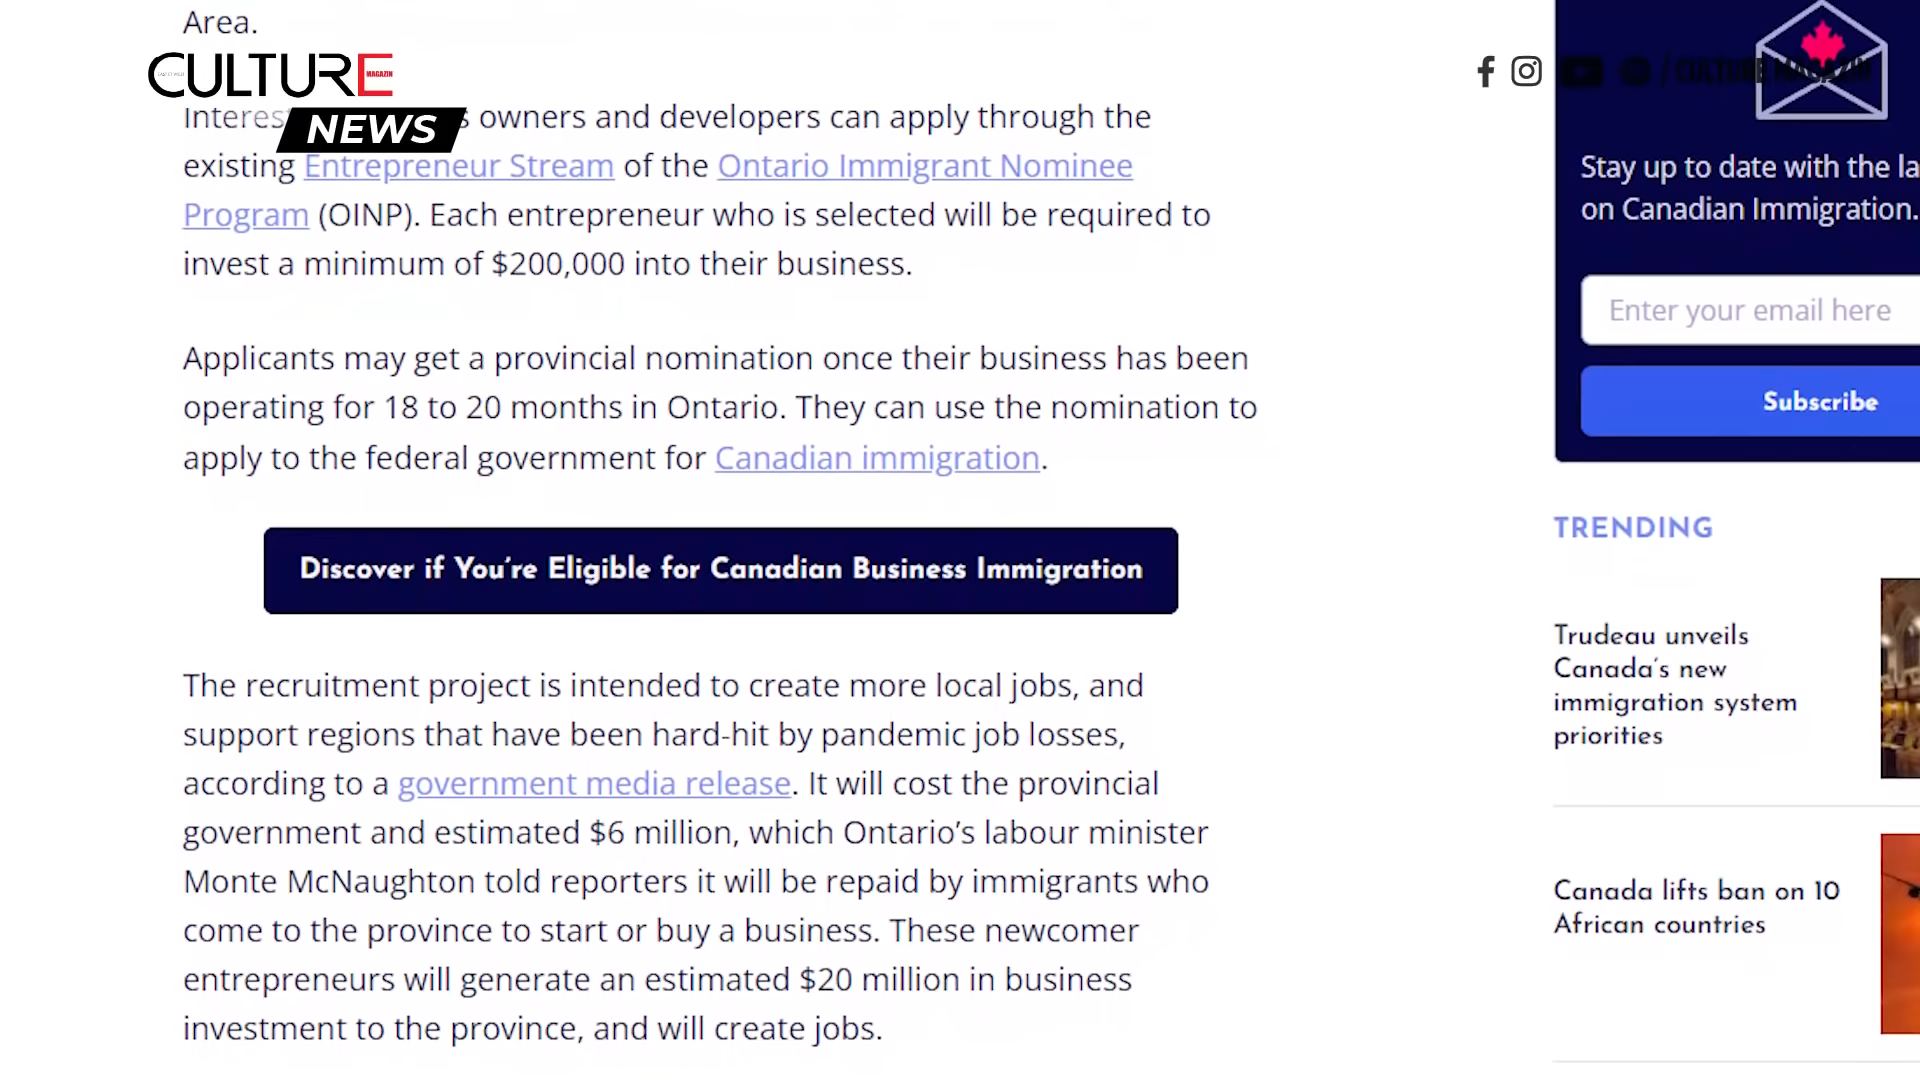 Area.
CULTURE
MAGAZIN
NEWS
/ CULTURE MAGAZIN
owners and developers can apply through the
existing Entrepreneur Stream of the Ontario Immigrant Nominee
Program (OINP). Each entrepreneur who is selected will be required to
invest a minimum of $200,000 into their business.
Applicants may get a provincial nomination once their business has been
operating for 18 to 20 months in Ontario. They can use the nomination to
apply to the federal government for Canadian immigration.
Discover if You're Eligible for Canadian Business Immigration
The recruitment project is intended to create more local jobs, and
support regions that have been hard-hit by pandemic job losses,
according to a government media release. It will cost the provincial
government and estimated $6 million, which Ontario's labour minister
Monte McNaughton told reporters it will be repaid by immigrants who
come to the province to start or buy a business. These newcomer
entrepreneurs will generate an estimated $20 million in business
investment to the province, and will create jobs.
Stay up to date with the la
on Canadian Immigration.
Enter your email here
Subscribe
TRENDING
Trudeau unveils
Canada's new
immigration system
priorities
Canada lifts ban on 10
African countries